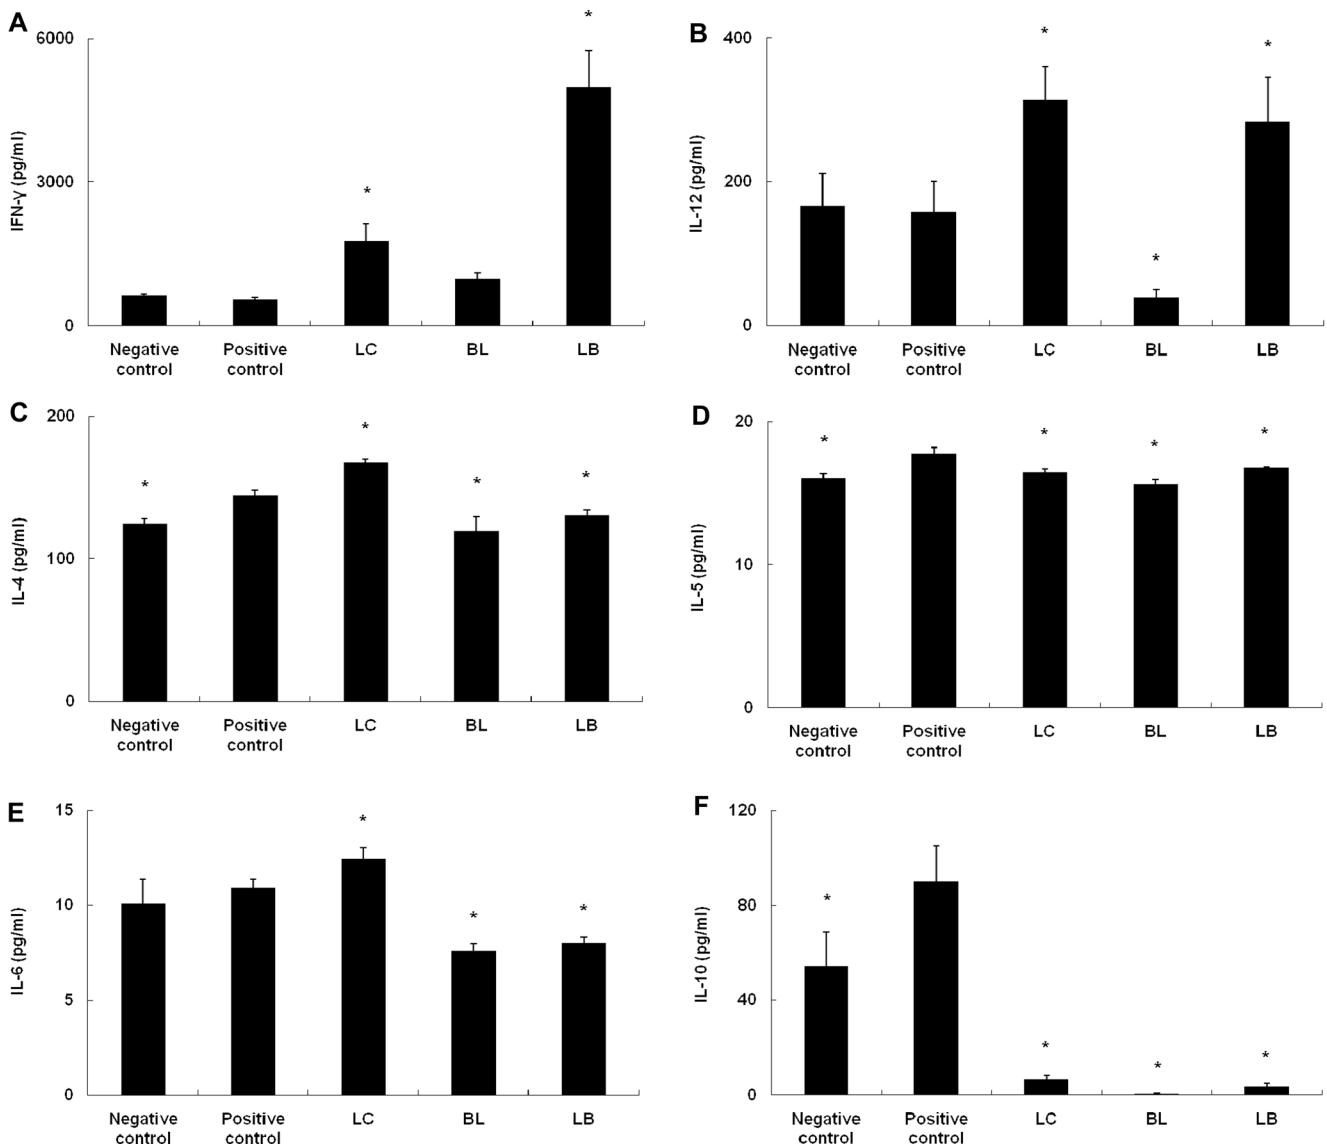 A
6000
3000
0
IFN-γ (pg/ml)
*
*
Negative control
Positive control
LC
BL
LB
B
400
200
0
IL-12 (pg/ml)
*
*
*
Negative control
Positive control
LC
BL
LB
C
200
100
0
IL-4 (pg/ml)
*
*
*
*
Negative control
Positive control
LC
BL
LB
D
20
10
0
IL-5 (pg/ml)
*
*
*
*
Negative control
Positive control
LC
BL
LB
E
15
10
5
0
IL-6 (pg/ml)
*
*
*
Negative control
Positive control
LC
BL
LB
F
120
80
40
0
IL-10 (pg/ml)
*
*
*
*
Negative control
Positive control
LC
BL
LB